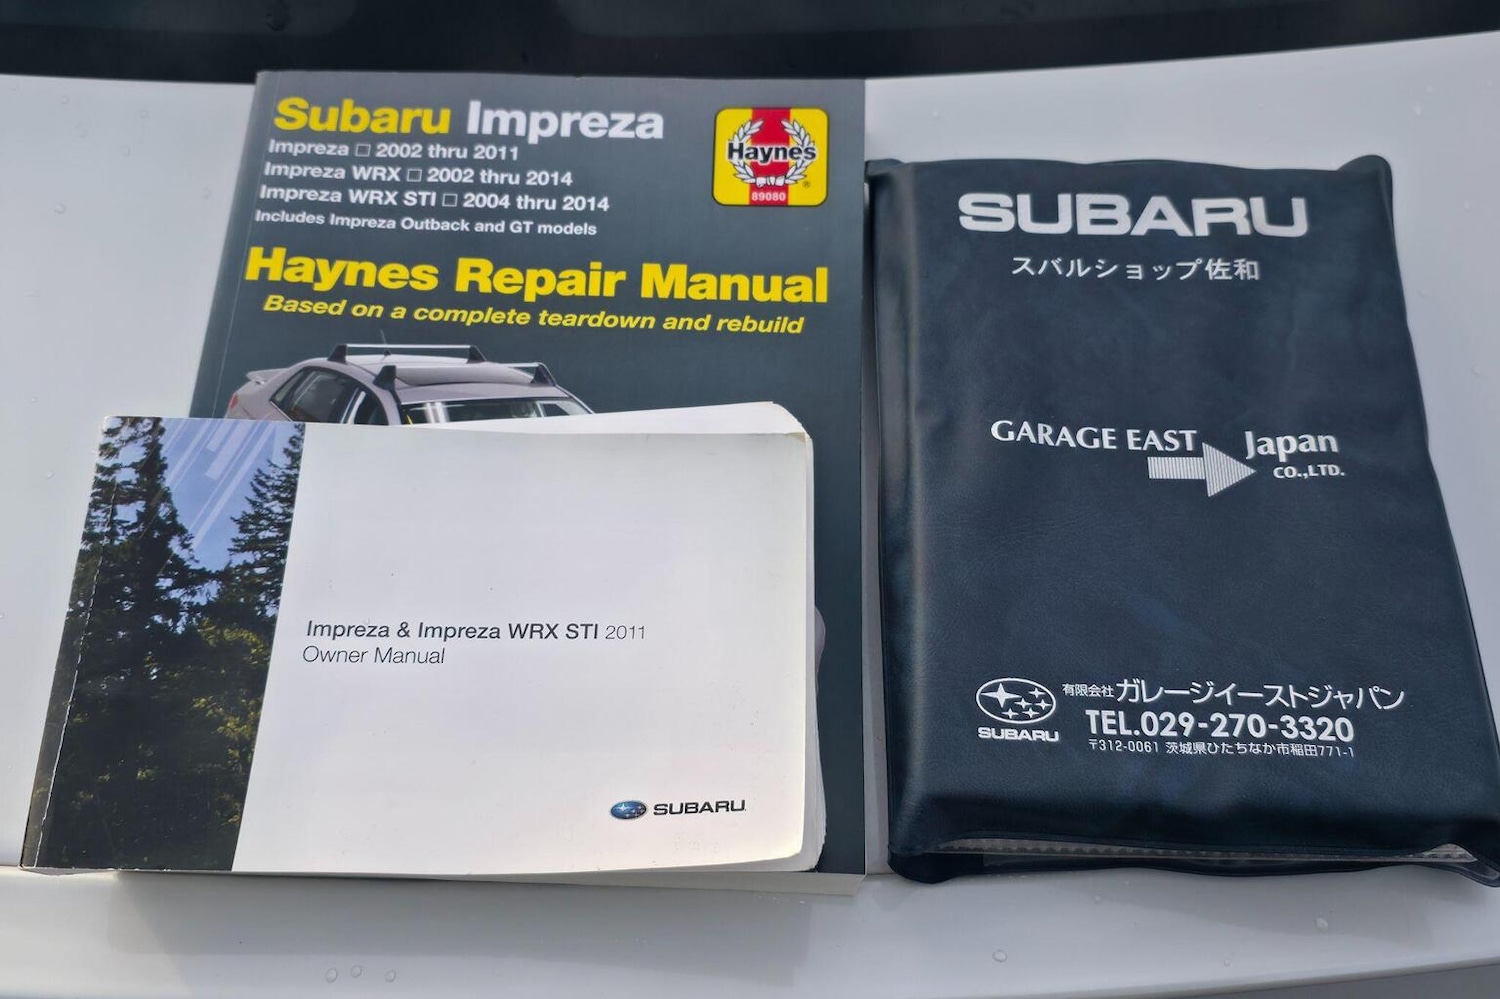 Subaru Impreza
Impreza □ 2002 thru 2011
Impreza WRX □ 2002 thru 2014
Impreza WRX STI □ 2004 thru 2014
Includes Impreza Outback and GT models
Haynes
®
89080
Haynes Repair Manual
Based on a complete teardown and rebuild
Impreza & Impreza WRX STI 2011
Owner Manual
SUBARU
SUBARU
スバルショップ佐和
GARAGE EAST Japan
CO.,LTD.
SUBARU
有限会社ガレージイーストジャパン
TEL.029-270-3320
〒312-0061 茨城県ひたちなか市稲田771-1